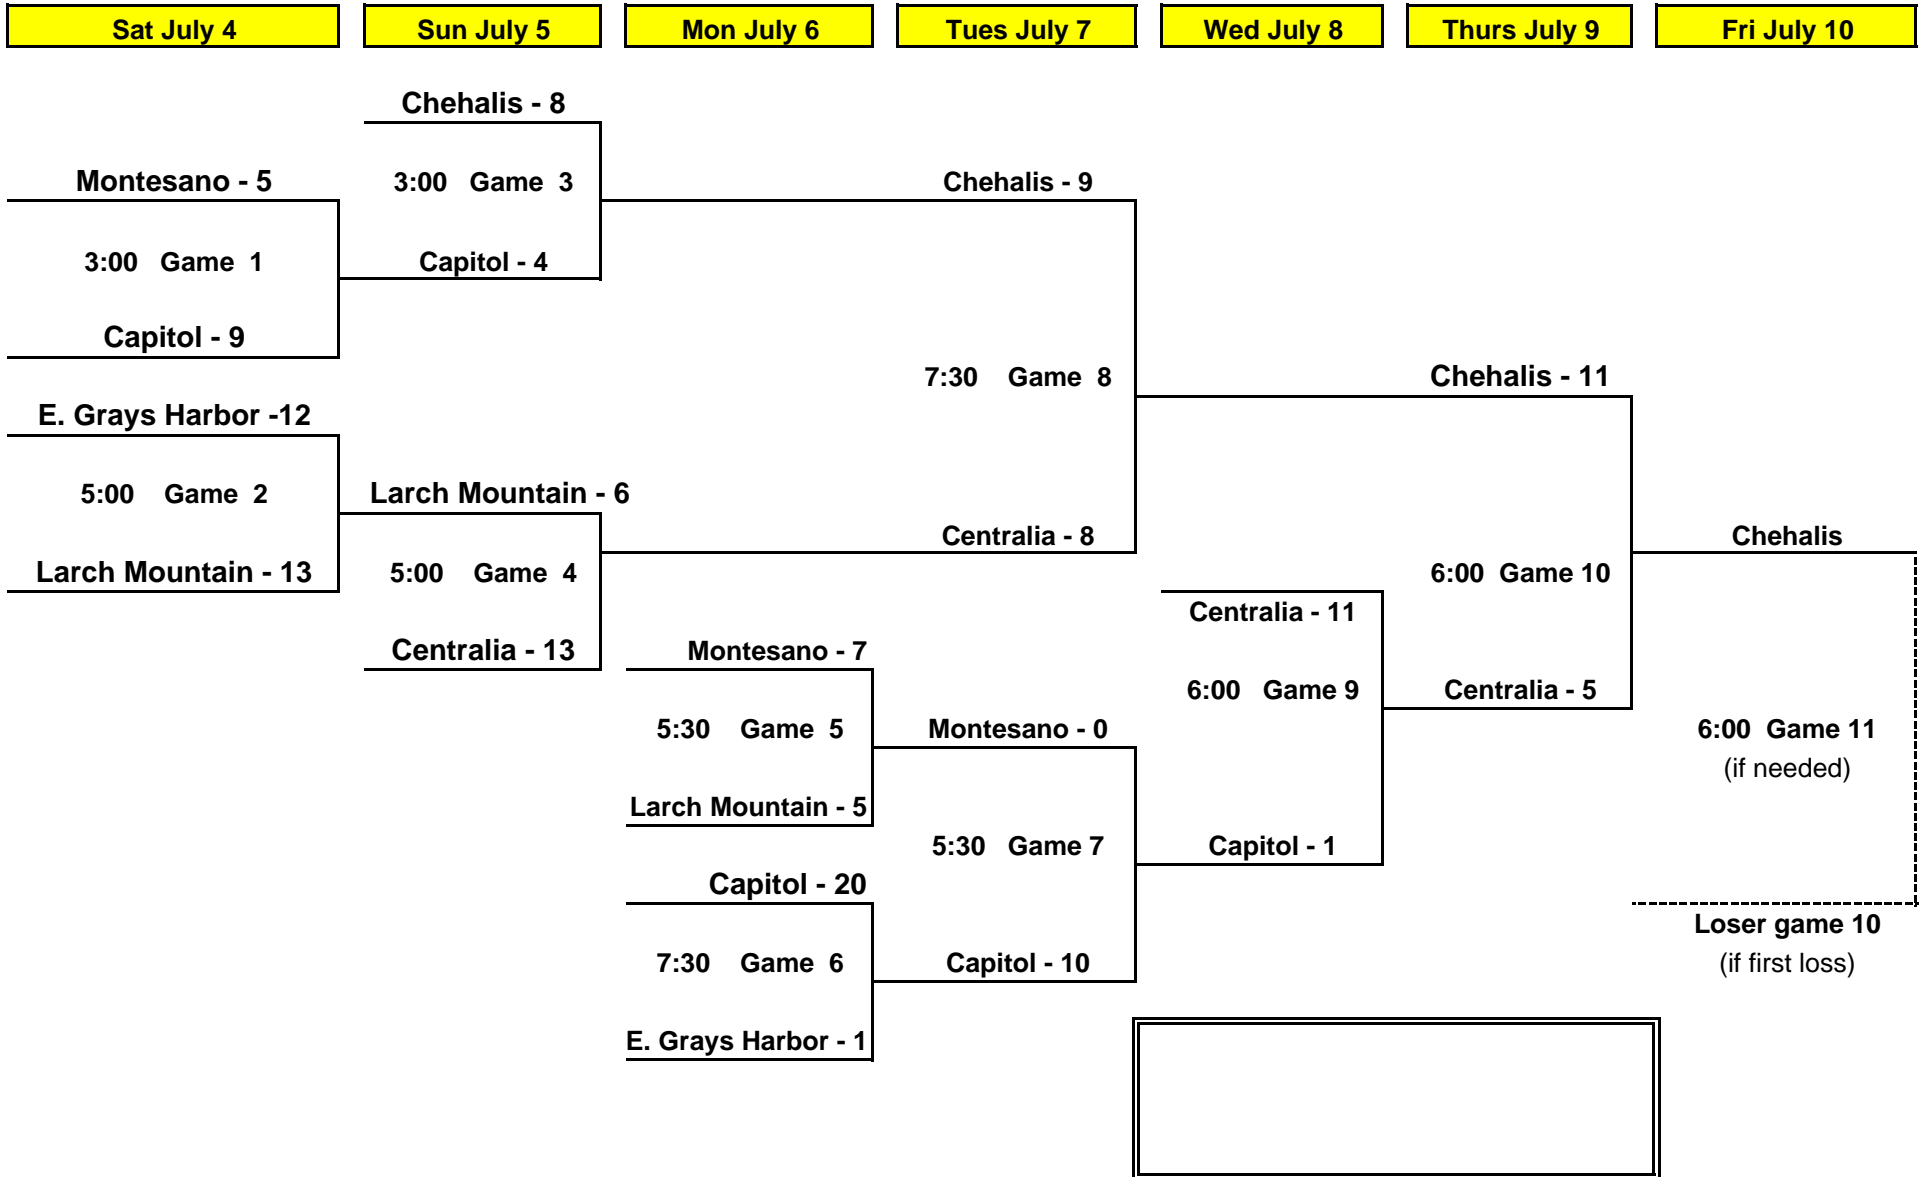 Sat July 4 Sun July 5 Mon July 6 Tues July 7 Wed July 8 Thurs July 9 Fri July 10
Chehalis - 8
Montesano - 5 3:00 Game 3 Chehalis - 9
3:00 Game 1 Capitol - 4
Capitol - 9
7:30 Game 8 Chehalis - 11
E. Grays Harbor -12
5:00 Game 2 Larch Mountain - 6
Centralia - 8 Chehalis
Larch Mountain - 13 5:00 Game 4 6:00 Game 10
Centralia - 11
Centralia - 13 Montesano - 7
6:00 Game 9 Centralia - 5
5:30 Game 5 Montesano - 0 6:00 Game 11
(if needed)
Larch Mountain - 5
5:30 Game 7 Capitol - 1
Capitol - 20
Loser game 10
7:30 Game 6 Capitol - 10 (if first loss)
E. Grays Harbor - 1